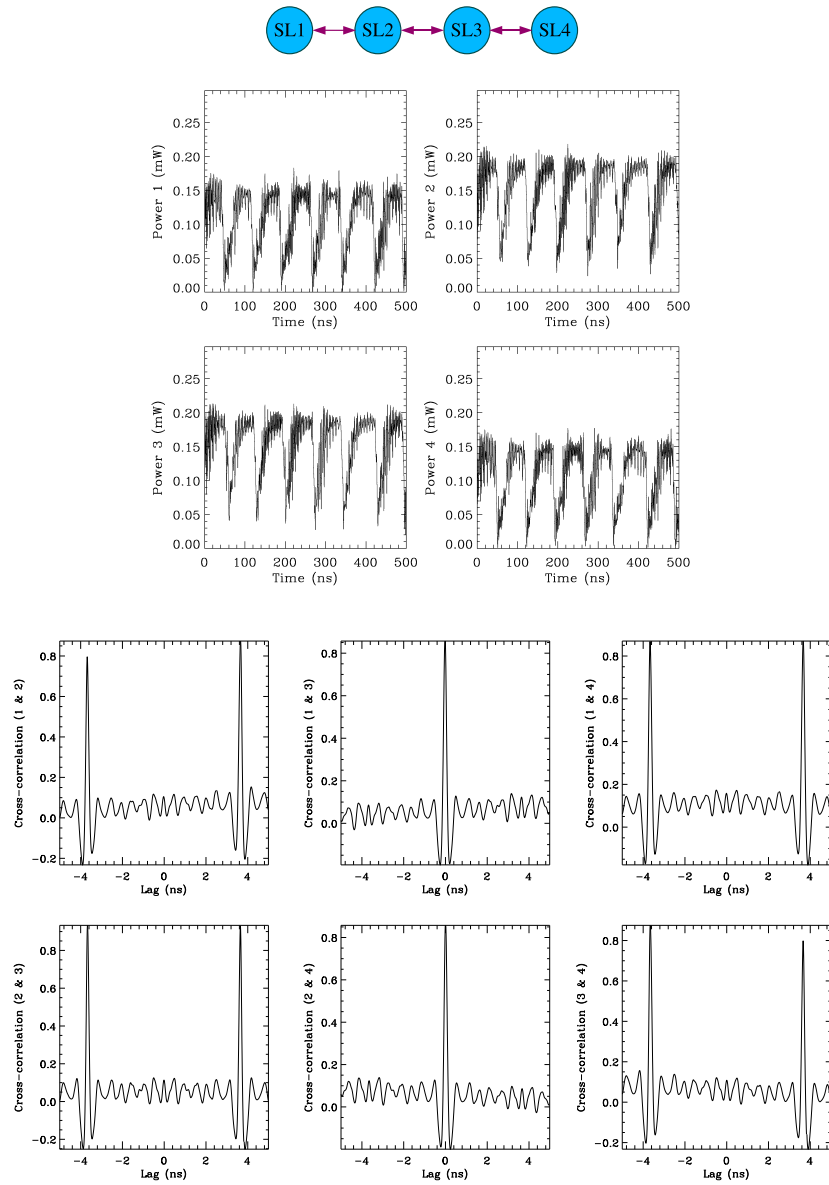 SL1 SL2 SL3 SL4
Power 1 (mW)
0.25
0.20
0.15
0.10
0.05
0.00
0 100 200 300 400 500
Time (ns)
Power 2 (mW)
0.25
0.20
0.15
0.10
0.05
0.00
0 100 200 300 400 500
Time (ns)
Power 3 (mW)
0.25
0.20
0.15
0.10
0.05
0.00
0 100 200 300 400 500
Time (ns)
Power 4 (mW)
0.25
0.20
0.15
0.10
0.05
0.00
0 100 200 300 400 500
Time (ns)
Cross-correlation (1 & 2)
0.8
0.6
0.4
0.2
0.0
-0.2
-4 -2 0 2 4
Lag (ns)
Cross-correlation (1 & 3)
0.8
0.6
0.4
0.2
0.0
-4 -2 0 2 4
Lag (ns)
Cross-correlation (1 & 4)
0.8
0.6
0.4
0.2
0.0
-4 -2 0 2 4
Lag (ns)
Cross-correlation (2 & 3)
0.8
0.6
0.4
0.2
0.0
-0.2
-4 -2 0 2 4
Lag (ns)
Cross-correlation (2 & 4)
0.8
0.6
0.4
0.2
0.0
-4 -2 0 2 4
Lag (ns)
Cross-correlation (3 & 4)
0.8
0.6
0.4
0.2
0.0
-0.2
-4 -2 0 2 4
Lag (ns)